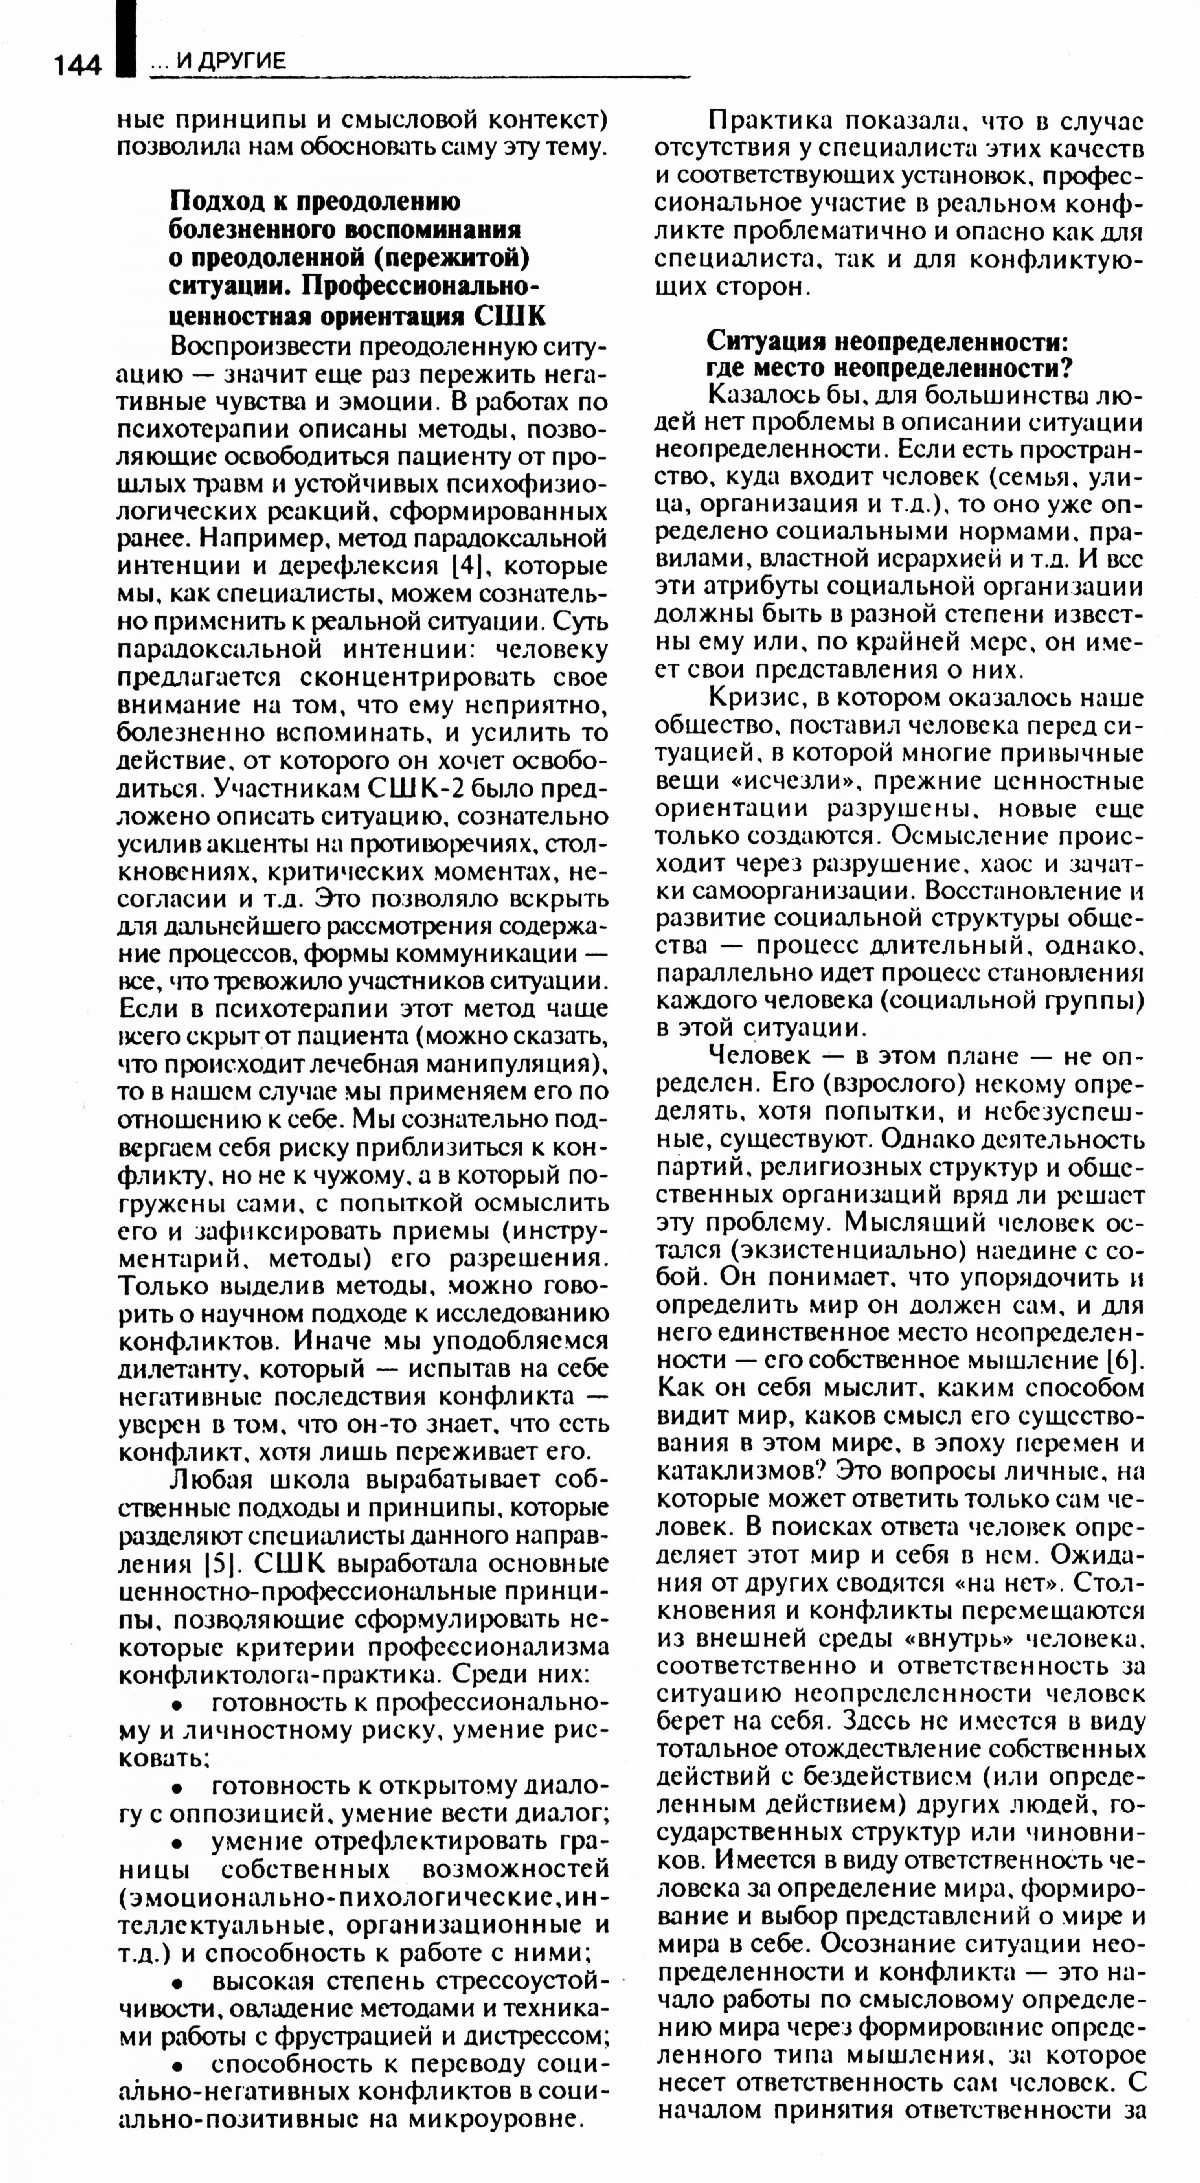 144
... И ДРУГИЕ
ные принципы и смысловой контекст)
позволила нам обосновать саму эту тему.
Подход к преодолению
болезненного воспоминания
о преодоленной (пережитой)
ситуации. Профессионально-
ценностная ориентация СШК
Воспроизвести преодоленную ситу-
ацию — значит еще раз пережить нега-
тивные чувства и эмоции. В работах по
психотерапии описаны методы, позво-
ляющие освободиться пациенту от про-
шлых травм и устойчивых психофизио-
логических реакций, сформированных
ранее. Например, метод парадоксальной
интенции и дерефлексия [4], которые
мы, как специалисты, можем сознатель-
но применить к реальной ситуации. Суть
парадоксальной интенции: человеку
предлагается сконцентрировать свое
внимание на том, что ему неприятно,
болезненно вспоминать, и усилить то
действие, от которого он хочет освобо-
диться. Участникам СШК-2 было пред-
ложено описать ситуацию, сознательно
усилив акценты на противоречиях, стол-
кновениях, критических моментах, не-
согласии и т.д. Это позволяло вскрыть
для дальнейшего рассмотрения содержа-
ние процессов, формы коммуникации —
все, что тревожило участников ситуации.
Если в психотерапии этот метод чаще
всего скрыт от пациента (можно сказать,
что происходит лечебная манипуляция),
то в нашем случае мы применяем его по
отношению к себе. Мы сознательно под-
вергаем себя риску приблизиться к кон-
фликту, но не к чужому, а в который по-
гружены сами, с попыткой осмыслить
его и зафиксировать приемы (инстру-
ментарий, методы) его разрешения.
Только выделив методы, можно гово-
рить о научном подходе к исследованию
конфликтов. Иначе мы уподобляемся
дилетанту, который — испытав на себе
негативные последствия конфликта —
уверен в том, что он-то знает, что есть
конфликт, хотя лишь переживает его.
Любая школа вырабатывает соб-
ственные подходы и принципы, которые
разделяют специалисты данного направ-
ления [5]. СШК выработала основные
ценностно-профессиональные принци-
пы, позволяющие сформулировать не-
которые критерии профессионализма
конфликтолога-практика. Среди них:
• готовность к профессионально-
му и личностному риску, умение рис-
ковать;
• готовность к открытому диало-
гу с оппозицией, умение вести диалог;
• умение отрефлектировать гра-
ницы собственных возможностей
(эмоционально-пихологические,ин-
теллектуальные, организационные и
т.д.) и способность к работе с ними;
• высокая степень стрессоустой-
чивости, овладение методами и техника-
ми работы с фрустрацией и дистрессом;
• способность к переводу соци-
ально-негативных конфликтов в соци-
ально-позитивные на микроуровне.
Практика показала, что в случае
отсутствия у специалиста этих качеств
и соответствующих установок, профес-
сиональное участие в реальном конф-
ликте проблематично и опасно как для
специалиста, так и для конфликтую-
щих сторон.
Ситуация неопределенности:
где место неопределенности?
Казалось бы, для большинства лю-
дей нет проблемы в описании ситуации
неопределенности. Если есть простран-
ство, куда входит человек (семья, ули-
ца, организация и т.д.), то оно уже оп-
ределено социальными нормами, пра-
вилами, властной иерархией и т.д. И все
эти атрибуты социальной организации
должны быть в разной степени извест-
ны ему или, по крайней мере, он име-
ет свои представления о них.
Кризис, в котором оказалось наше
общество, поставил человека перед си-
туацией, в которой многие привычные
вещи «исчезли», прежние ценностные
ориентации разрушены, новые еще
только создаются. Осмысление проис-
ходит через разрушение, хаос и зачат-
ки самоорганизации. Восстановление и
развитие социальной структуры обще-
ства — процесс длительный, однако,
параллельно идет процесс становления
каждого человека (социальной группы)
в этой ситуации.
Человек — в этом плане — не оп-
ределен. Его (взрослого) некому опре-
делять, хотя попытки, и небезуспеш-
ные, существуют. Однако деятельность
партий, религиозных структур и обще-
ственных организаций вряд ли решает
эту проблему. Мыслящий человек ос-
тался (экзистенциально) наедине с со-
бой. Он понимает, что упорядочить и
определить мир он должен сам, и для
него единственное место неопределен-
ности — его собственное мышление [6].
Как он себя мыслит, каким способом
видит мир, каков смысл его существо-
вания в этом мире, в эпоху перемен и
катаклизмов? Это вопросы личные, на
которые может ответить только сам че-
ловек. В поисках ответа человек опре-
деляет этот мир и себя в нем. Ожида-
ния от других сводятся «на нет». Стол-
кновения и конфликты перемещаются
из внешней среды «внутрь» человека,
соответственно и ответственность за
ситуацию неопределенности человек
берет на себя. Здесь не имеется в виду
тотальное отождествление собственных
действий с бездействием (или опреде-
ленным действием) других людей, го-
сударственных структур или чиновни-
ков. Имеется в виду ответственность че-
ловека за определение мира, формиро-
вание и выбор представлений о мире и
мира в себе. Осознание ситуации нео-
пределенности и конфликта — это на-
чало работы по смысловому определе-
нию мира через формирование опреде-
ленного типа мышления, за которое
несет ответственность сам человек. С
началом принятия ответственности за